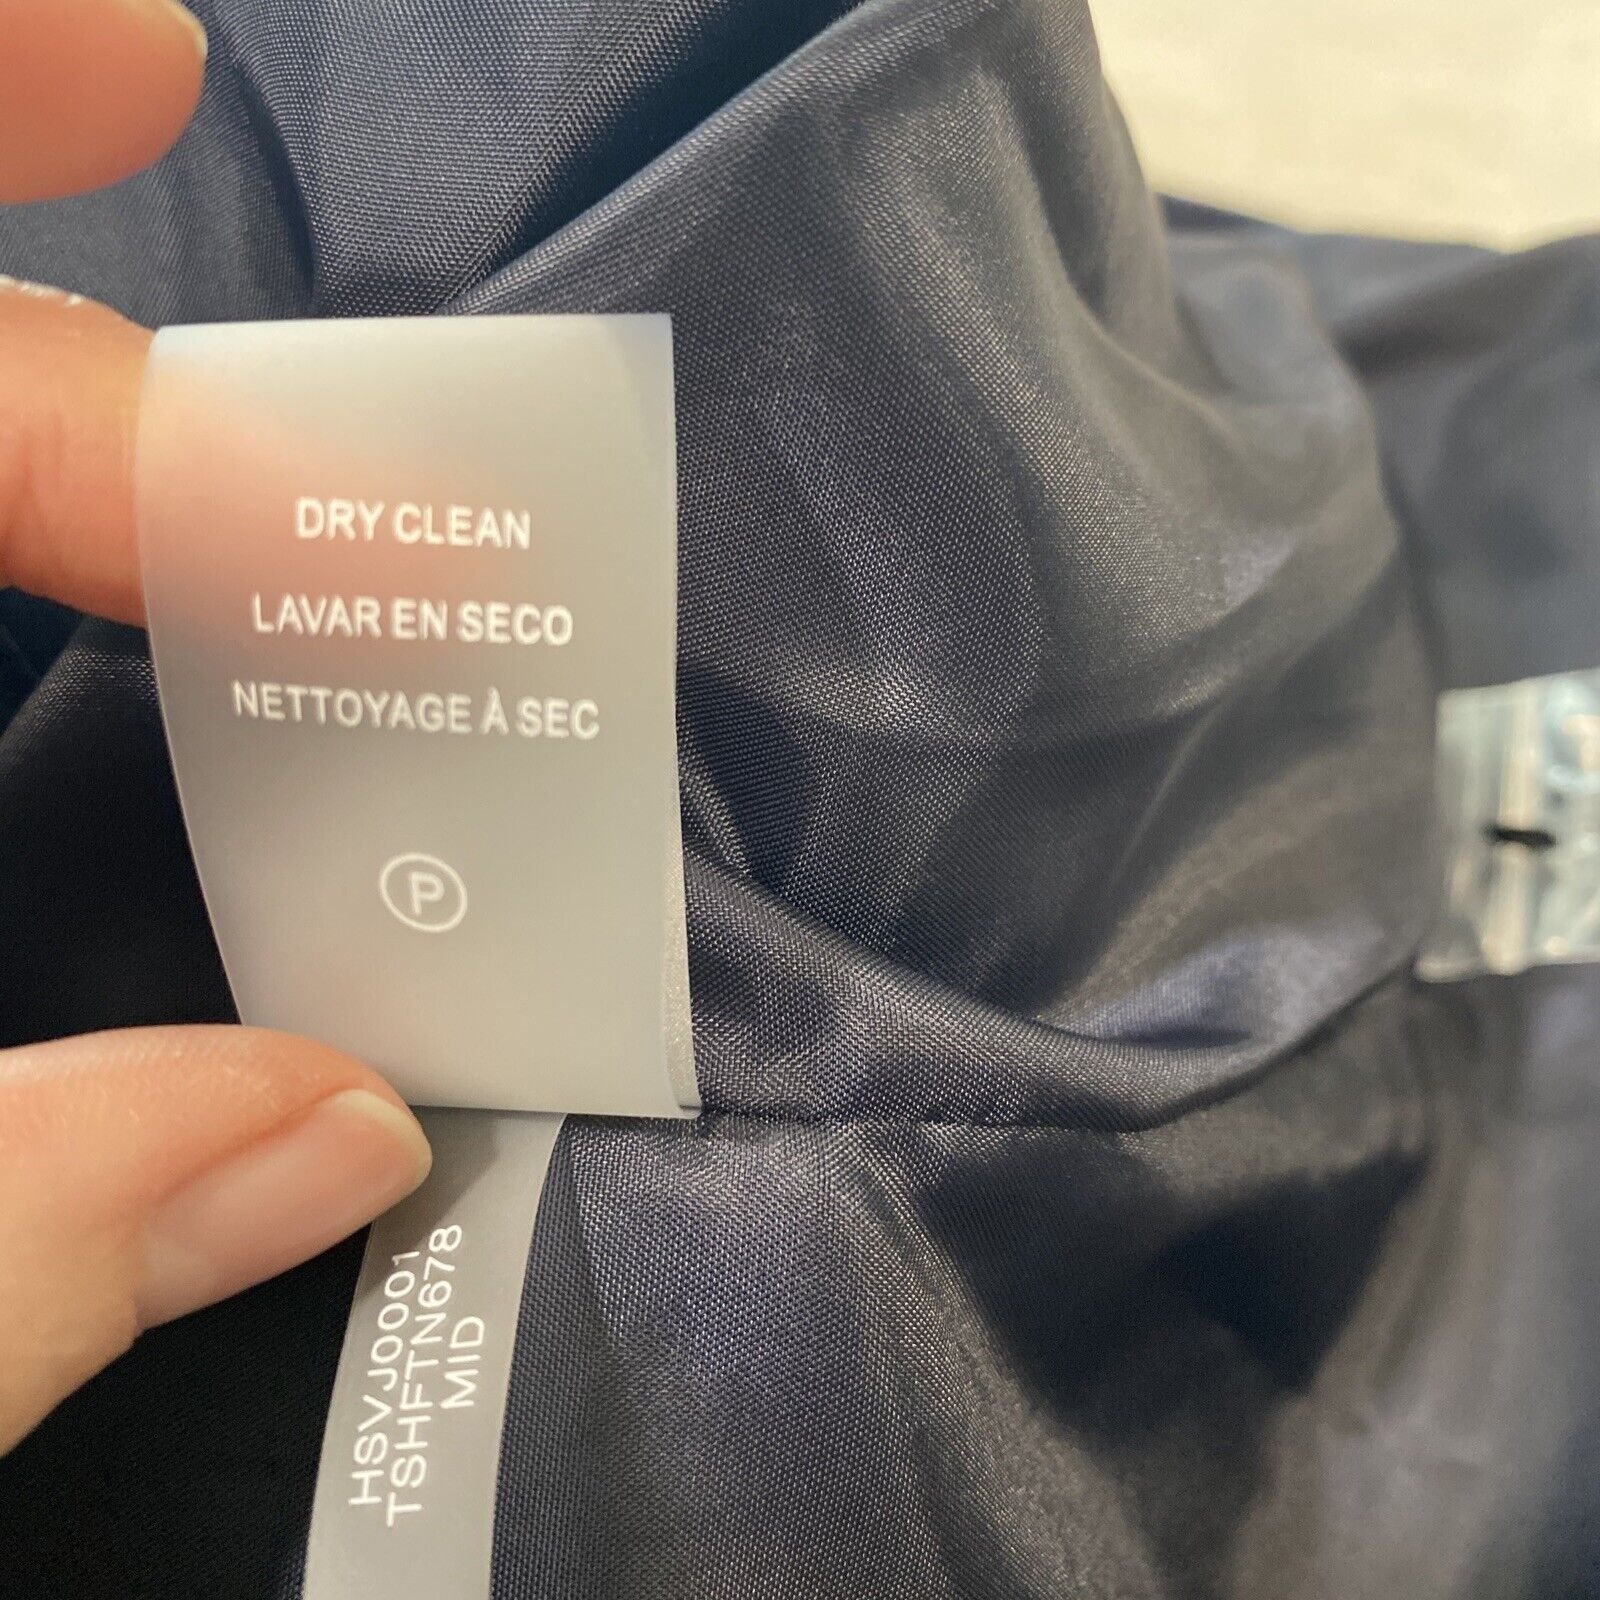 DRY CLEAN
LAVAR EN SECO
NETTOYAGE À SEC
P
HSVJ0001
TSHFTN678
MID